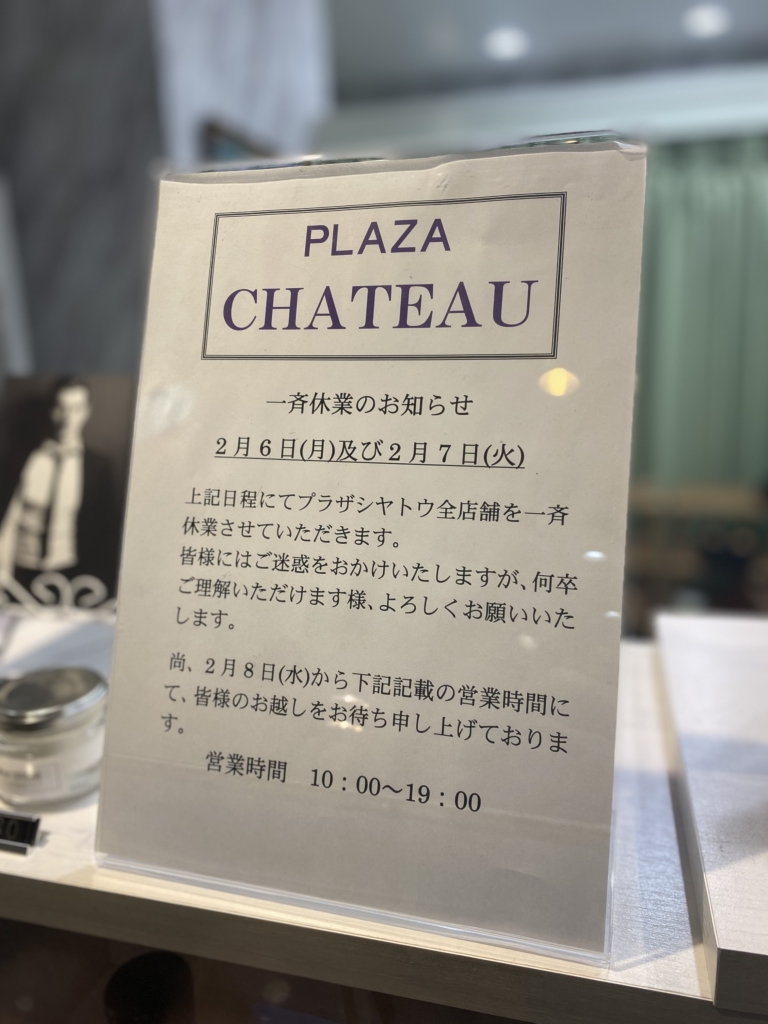 PLAZA
CHATEAU
一斉休業のお知らせ
2月6日(月)及び2月7日(火)
上記日程にてプラザシヤトウ全店舗を一斉
休業させていただきます。
皆様にはご迷惑をおかけいたしますが、何卒
ご理解いただけます様、よろしくお願いいた
します。
尚、2月8日(水)から下記記載の営業時間に
て、皆様のお越しをお待ち申し上げておりま
す。
営業時間 10：00～19：00